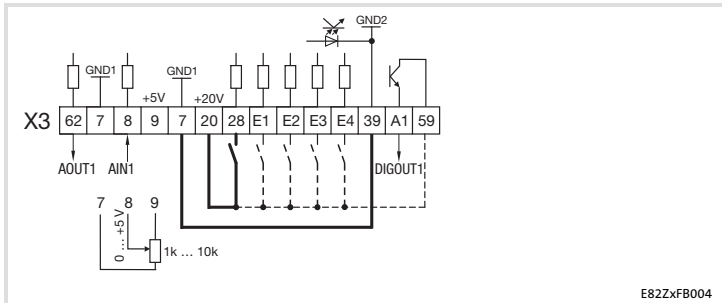 GND2
GND1 GND1
+5V +20V
X3 62 7 8 9 7 20 28 E1 E2 E3 E4 39 A1 59
AOUT1 AIN1 DIGOUT1
7 8 9
0 ... +5 V
1k ... 10k
E82ZxFB004